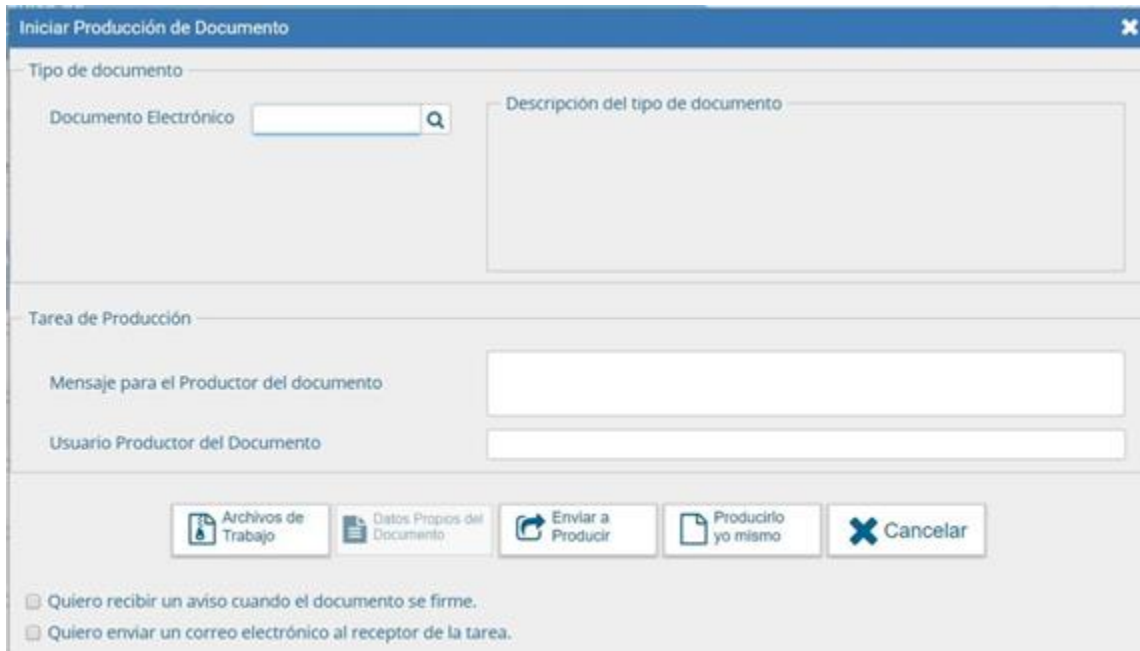 Iniciar Producción de Documento
Tipo de documento
Documento Electrónico
Descripción del tipo de documento
Tarea de Producción
Mensaje para el Productor del documento
Usuario Productor del Documento
Archivos de
Trabajo
Datos Propios del
Documento
Enviar a
Producir
Producirlo
yo mismo
Cancelar
Quiero recibir un aviso cuando el documento se firme.
Quiero enviar un correo electrónico al receptor de la tarea.